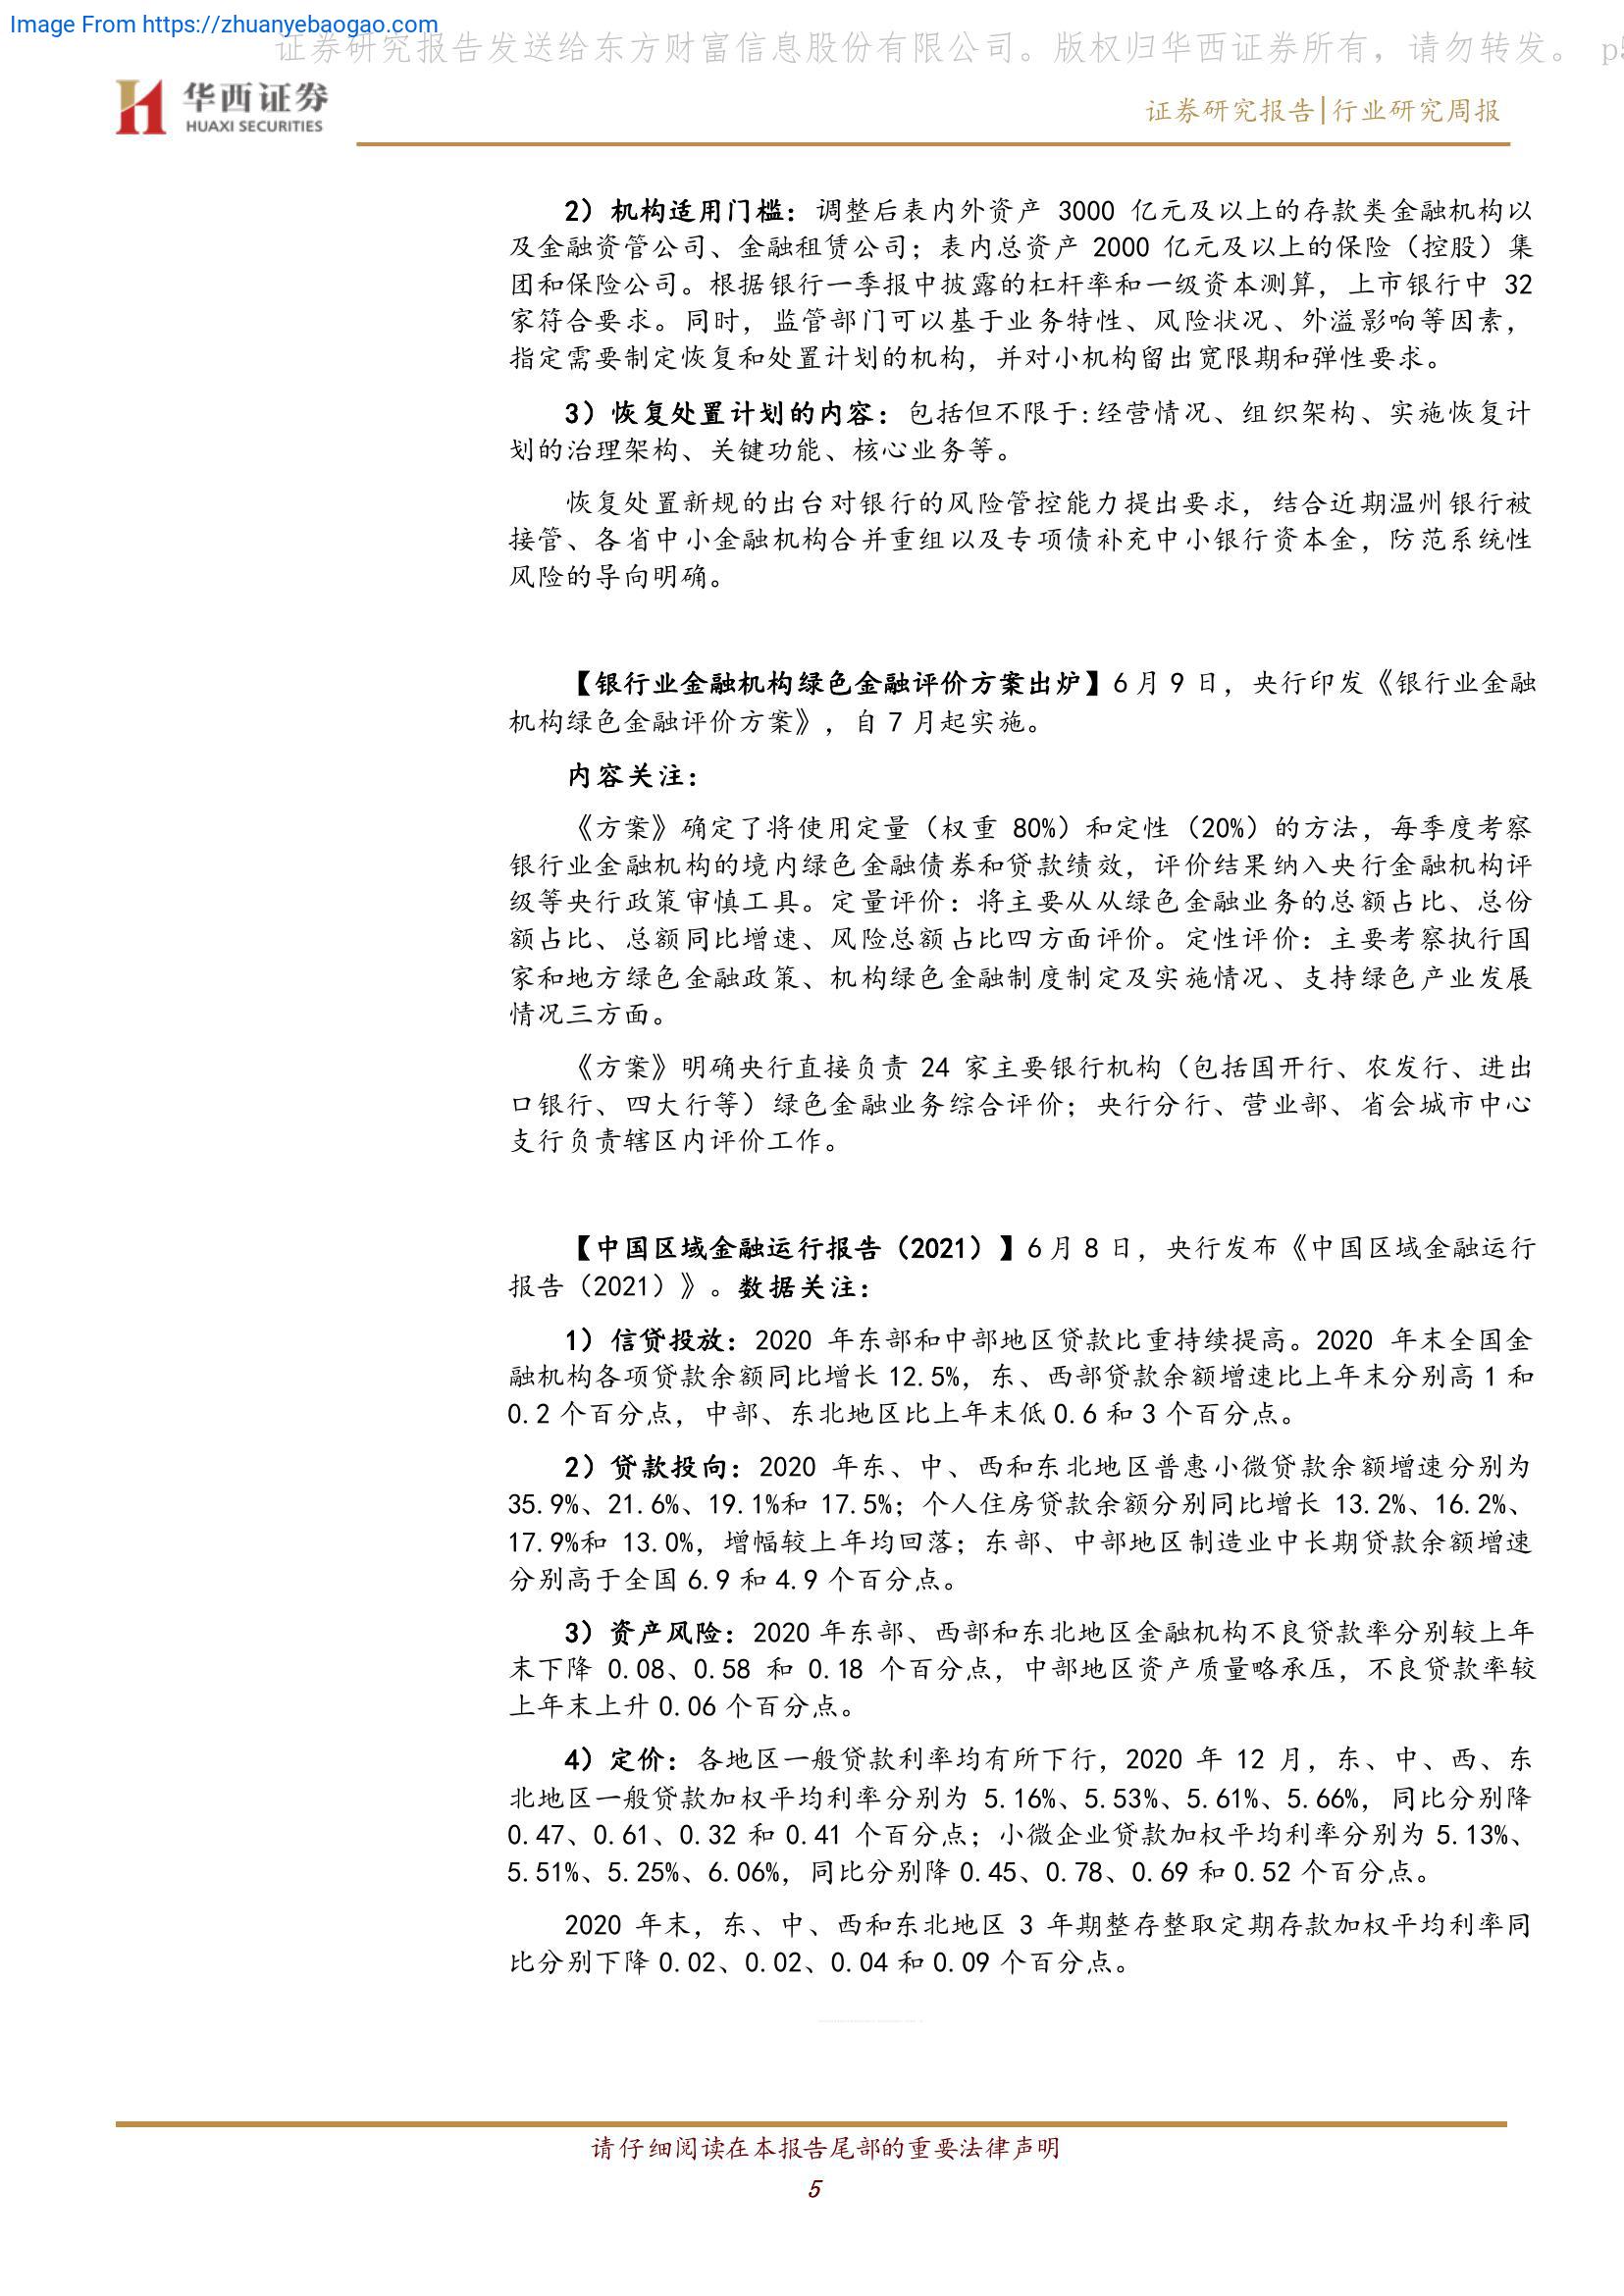 Image From https://zhuanyebaogao.com
证券研究报告发送给东方财富信息股份有限公司。版权归华西证券所有，请勿转发。 p5
华西证券
HUAXI SECURITIES
证券研究报告|行业研究周报
2）机构适用门槛：调整后表内外资产 3000 亿元及以上的存款类金融机构以
及金融资管公司、金融租赁公司；表内总资产 2000 亿元及以上的保险（控股）集
团和保险公司。根据银行一季报中披露的杠杆率和一级资本测算，上市银行中 32
家符合要求。同时，监管部门可以基于业务特性、风险状况、外溢影响等因素，
指定需要制定恢复和处置计划的机构，并对小机构留出宽限期和弹性要求。
3）恢复处置计划的内容：包括但不限于:经营情况、组织架构、实施恢复计
划的治理架构、关键功能、核心业务等。
恢复处置新规的出台对银行的风险管控能力提出要求，结合近期温州银行被
接管、各省中小金融机构合并重组以及专项债补充中小银行资本金，防范系统性
风险的导向明确。
【银行业金融机构绿色金融评价方案出炉】6 月 9 日，央行印发《银行业金融
机构绿色金融评价方案》，自 7 月起实施。
内容关注：
《方案》确定了将使用定量（权重 80%）和定性（20%）的方法，每季度考察
银行业金融机构的境内绿色金融债券和贷款绩效，评价结果纳入央行金融机构评
级等央行政策审慎工具。定量评价：将主要从从绿色金融业务的总额占比、总份
额占比、总额同比增速、风险总额占比四方面评价。定性评价：主要考察执行国
家和地方绿色金融政策、机构绿色金融制度制定及实施情况、支持绿色产业发展
情况三方面。
《方案》明确央行直接负责 24 家主要银行机构（包括国开行、农发行、进出
口银行、四大行等）绿色金融业务综合评价；央行分行、营业部、省会城市中心
支行负责辖区内评价工作。
【中国区域金融运行报告（2021）】6 月 8 日，央行发布《中国区域金融运行
报告（2021）》。数据关注：
1）信贷投放：2020 年东部和中部地区贷款比重持续提高。2020 年末全国金
融机构各项贷款余额同比增长 12.5%，东、西部贷款余额增速比上年末分别高 1 和
0.2 个百分点，中部、东北地区比上年末低 0.6 和 3 个百分点。
2）贷款投向：2020 年东、中、西和东北地区普惠小微贷款余额增速分别为
35.9%、21.6%、19.1%和 17.5%；个人住房贷款余额分别同比增长 13.2%、16.2%、
17.9%和 13.0%，增幅较上年均回落；东部、中部地区制造业中长期贷款余额增速
分别高于全国 6.9 和 4.9 个百分点。
3）资产风险：2020 年东部、西部和东北地区金融机构不良贷款率分别较上年
末下降 0.08、0.58 和 0.18 个百分点，中部地区资产质量略承压，不良贷款率较
上年末上升 0.06 个百分点。
4）定价：各地区一般贷款利率均有所下行，2020 年 12 月，东、中、西、东
北地区一般贷款加权平均利率分别为 5.16%、5.53%、5.61%、5.66%，同比分别降
0.47、0.61、0.32 和 0.41 个百分点；小微企业贷款加权平均利率分别为 5.13%、
5.51%、5.25%、6.06%，同比分别降 0.45、0.78、0.69 和 0.52 个百分点。
2020 年末，东、中、西和东北地区 3 年期整存整取定期存款加权平均利率同
比分别下降 0.02、0.02、0.04 和 0.09 个百分点。
请仔细阅读在本报告尾部的重要法律声明
5